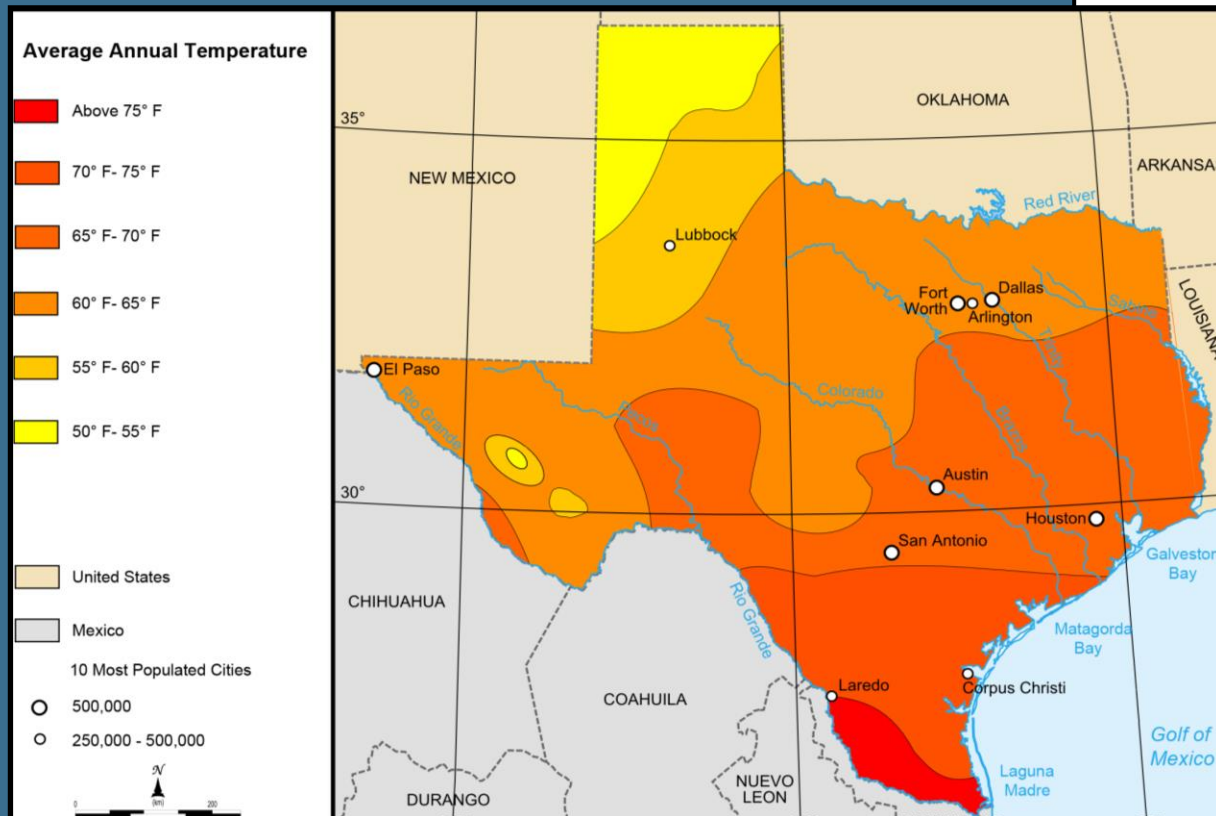 Average Annual Temperature
Above 75° F
70° F- 75° F
65° F- 70° F
60° F- 65° F
55° F- 60° F
50° F- 55° F
United States
Mexico
10 Most Populated Cities
500,000
250,000 - 500,000
N
(km)
0
200
35°
OKLAHOMA
ARKANSA
NEW MEXICO
Red River
Lubbock
LOUISIANA
Fort
Worth
Dallas
Arlington
Sabine
Trinity
El Paso
Rio Grande
Pecos
Colorado
Brazos
30°
Austin
Houston
San Antonio
Galveston
Bay
CHIHUAHUA
Rio Grande
Matagorda
Bay
COAHUILA
Laredo
Corpus Christi
Golf of
Mexico
NUEVO
LEON
Laguna
Madre
DURANGO